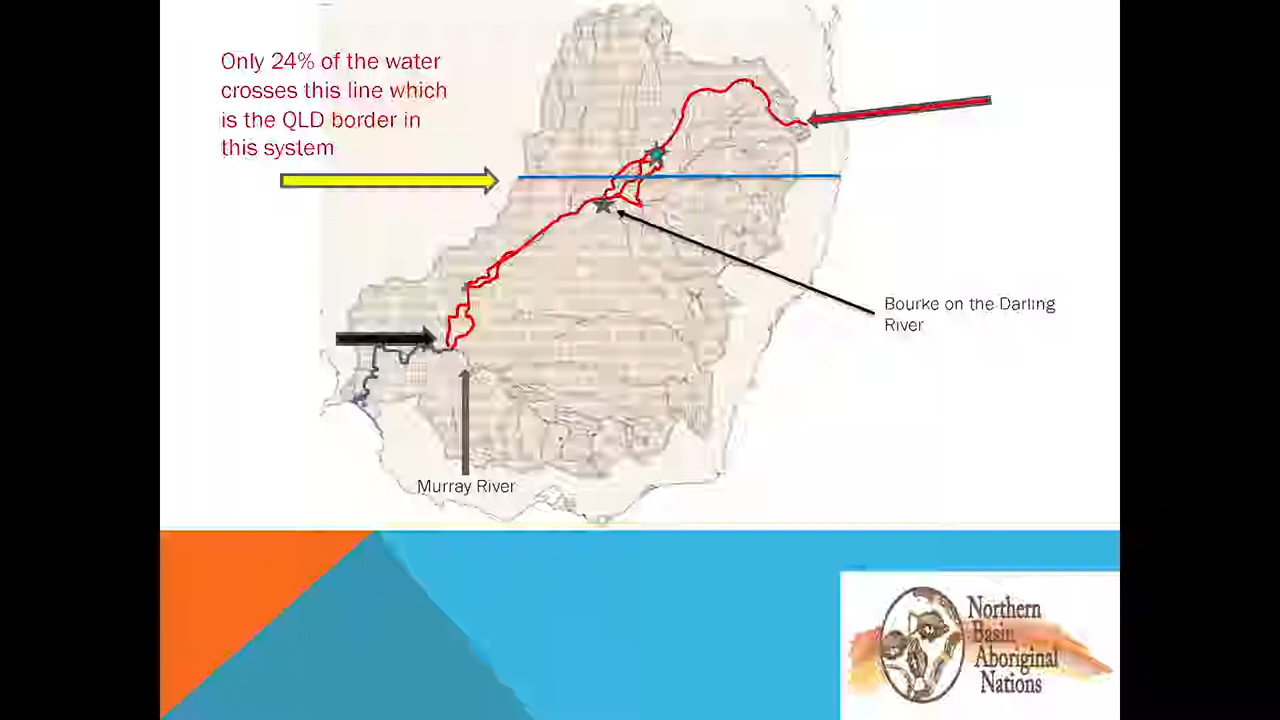 Only 24% of the water
crosses this line which
is the QLD border in
this system
Bourke on the Darling
River
Murray River
Northern
Basin
Aboriginal
Nations